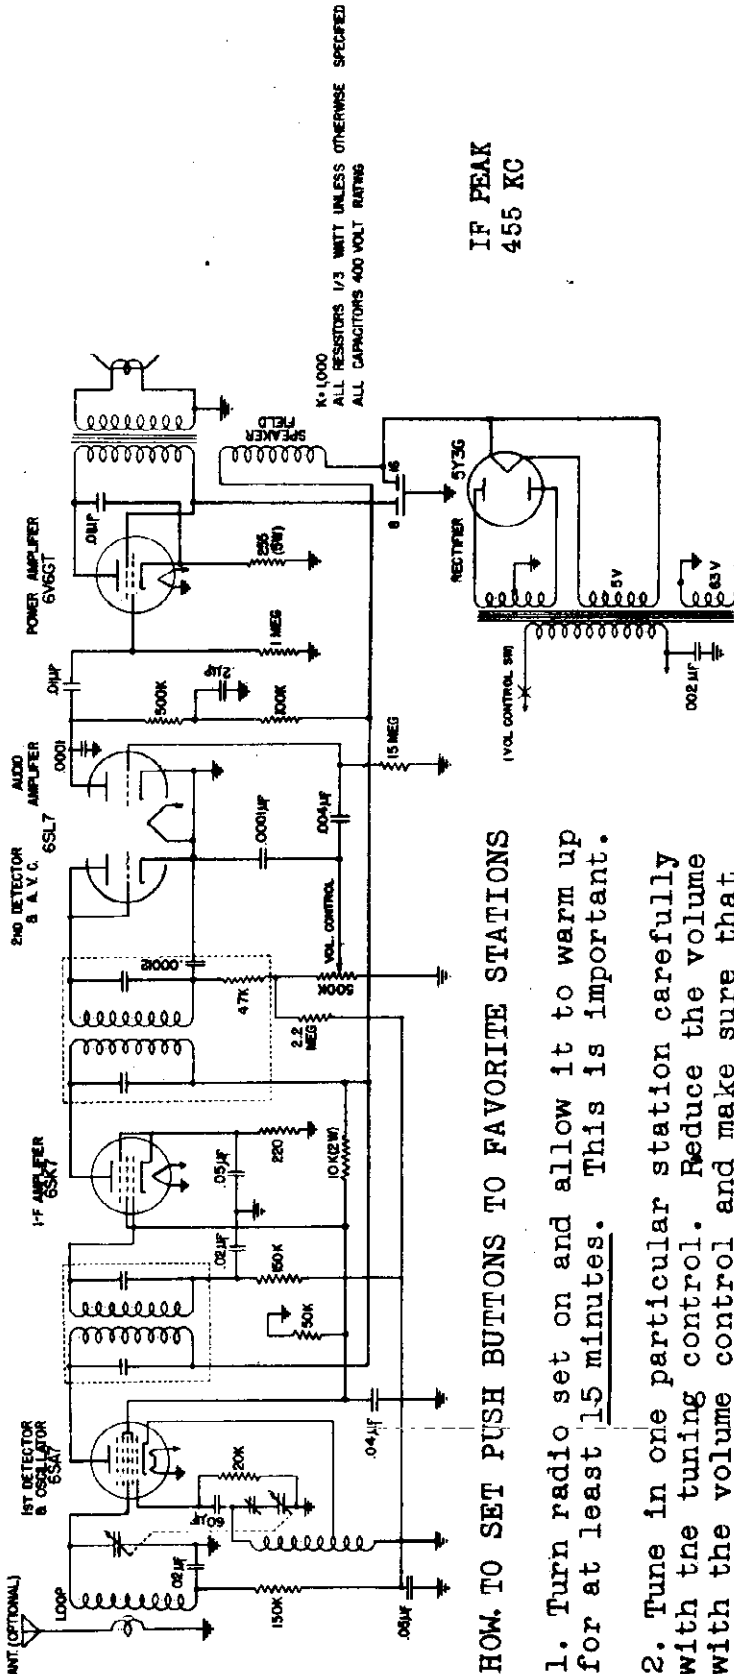 ANT. (OPTIONAL)
LOOP
1ST DETECTOR
& OSCILLATOR
6SA7
I-F AMPLIFIER
6SK7
2ND DETECTOR
& A.V.C.
AUDIO
AMPLIFIER
6SL7
POWER AMPLIFIER
6V6GT
.02µF
150K
.06µF
20K
.04µF
50K
150K
.02µF
.05µF
220
10K(2W)
2.2
MEG
47K
500K
VOL. CONTROL
.0001µF
.004µF
15 MEG
.0001
.01µF
500K
100K
1 MEG
255
(5W)
SPEAKER
FIELD
8
16
K=1,000
ALL RESISTORS 1/3 WATT UNLESS OTHERWISE SPECIFIED
ALL CAPACITORS 400 VOLT RATING
RECTIFIER
5Y3G
5V
6.3V
(VOL CONTROL SW)
.002µF
IF PEAK
455 KC
HOW. TO SET PUSH BUTTONS TO FAVORITE STATIONS
1. Turn radio set on and allow it to warm up
for at least 15 minutes. This is important.
2. Tune in one particular station carefully
with the tuning control. Reduce the volume
with the volume control and make sure that